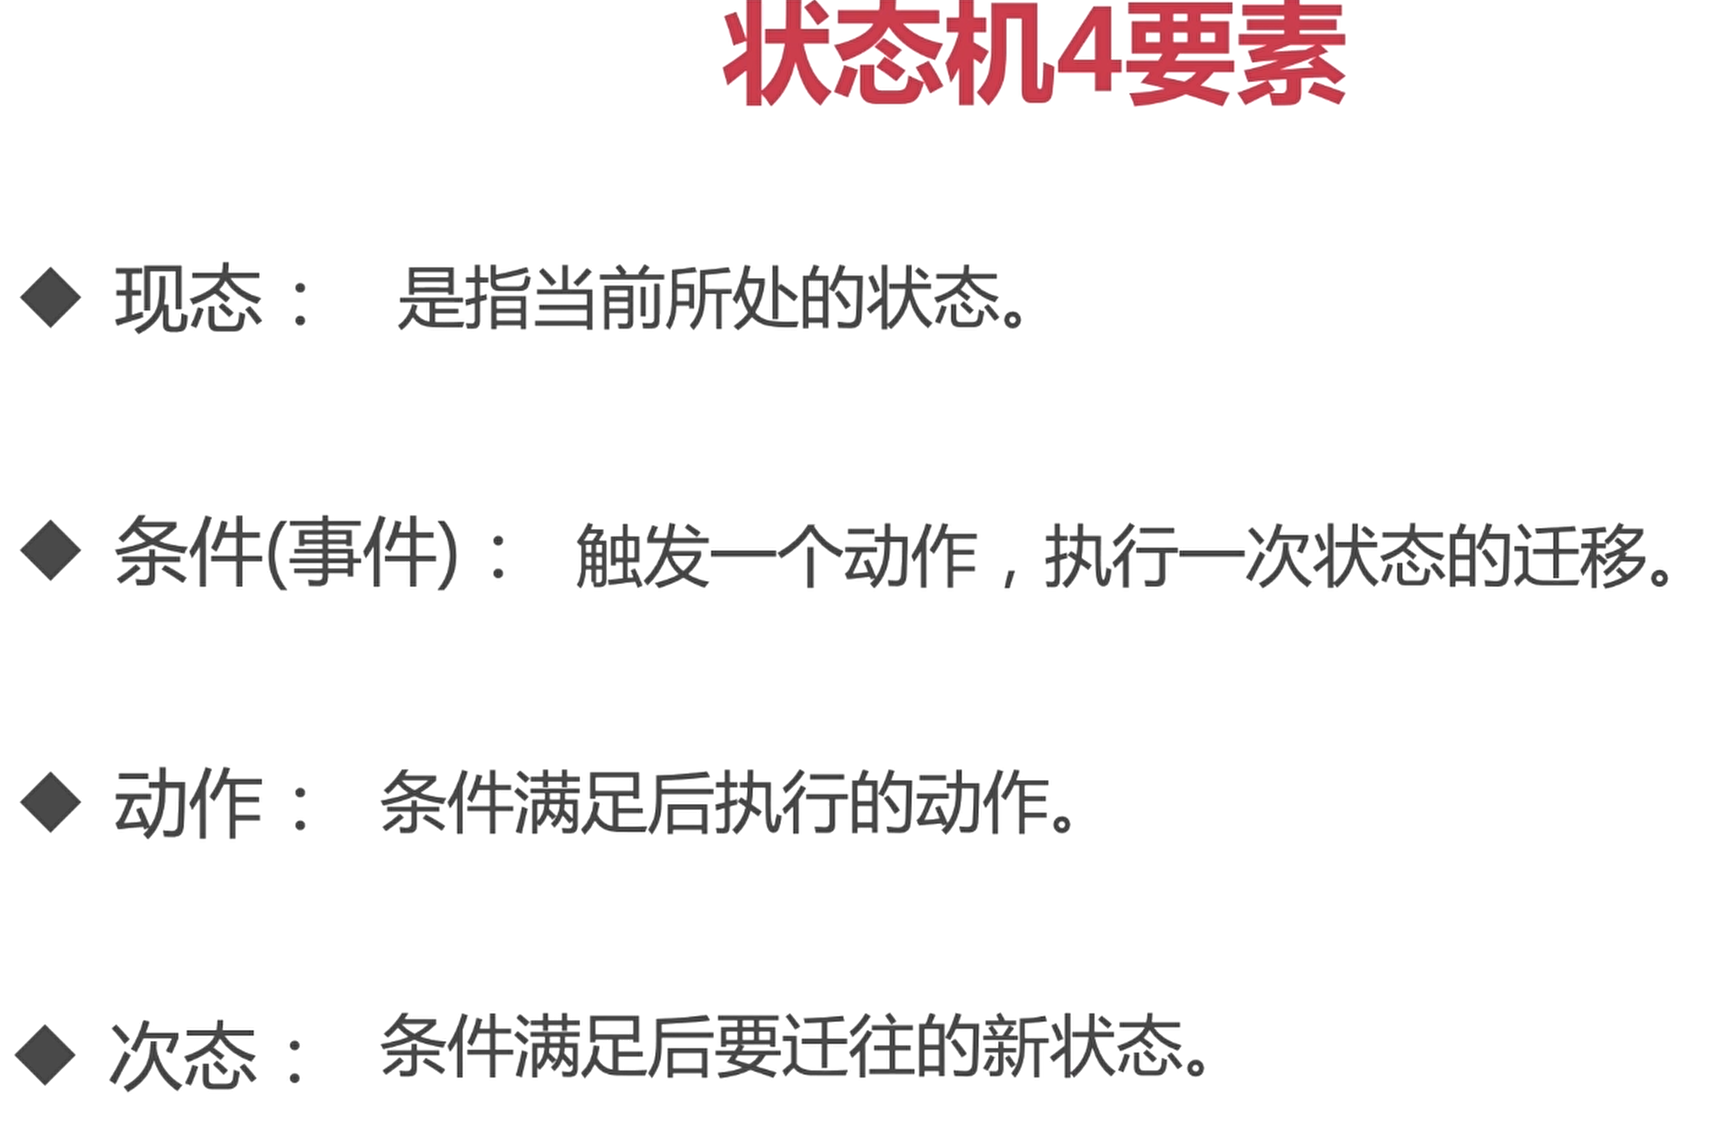 状态机4要素
现态： 是指当前所处的状态。
条件(事件)： 触发一个动作，执行一次状态的迁移。
动作： 条件满足后执行的动作。
次态： 条件满足后要迁往的新状态。